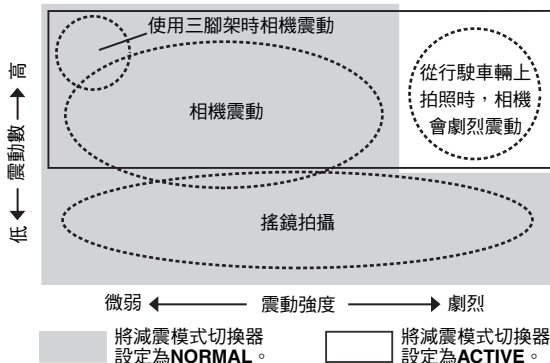 使用三腳架時相機震動
從行駛車輛上
拍照時，相機
會劇烈震動
相機震動
搖鏡拍攝
低 ← 震動數 → 高
微弱 ← 震動強度 → 劇烈
將減震模式切換器
設定為NORMAL。
將減震模式切換器
設定為ACTIVE。